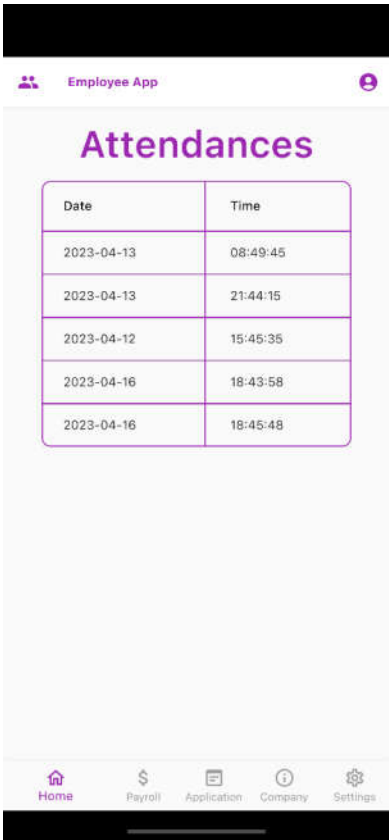 Employee App
Attendances
Date Time
2023-04-13 08:49:45
2023-04-13 21:44:15
2023-04-12 15:45:35
2023-04-16 18:43:58
2023-04-16 18:45:48
Home Payroll Application Company Settings